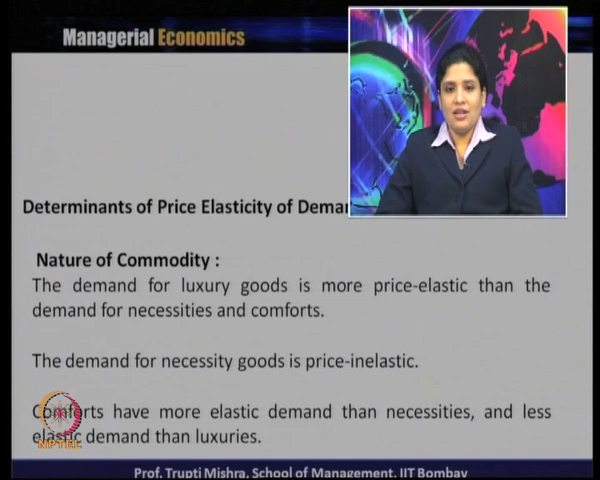 Managerial Economics
Determinants of Price Elasticity of Deman
Nature of Commodity :
The demand for luxury goods is more price-elastic than the
demand for necessities and comforts.
The demand for necessity goods is price-inelastic.
Comforts have more elastic demand than necessities, and less
elastic demand than luxuries.
NPTEL
Prof. Trupti Mishra, School of Management, IIT Bombay